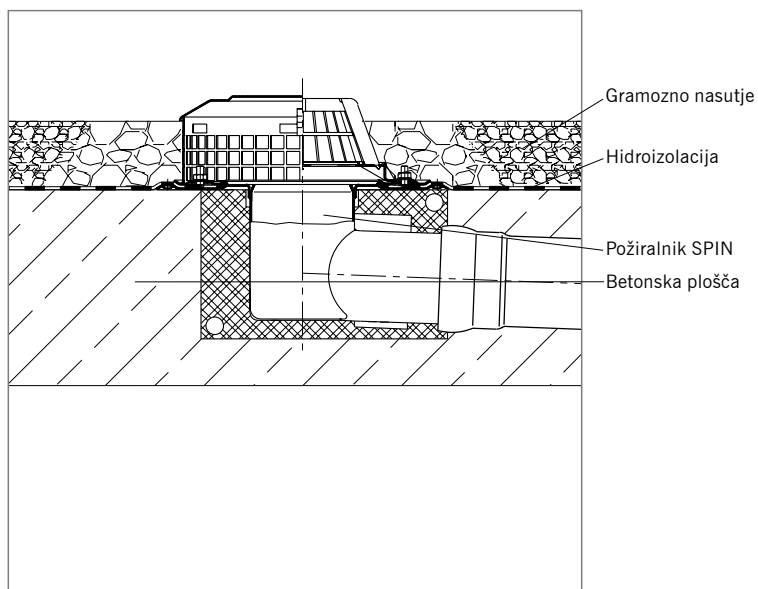 Gramozno nasutje
Hidroizolacija
Požiralnik SPIN
Betonska plošča